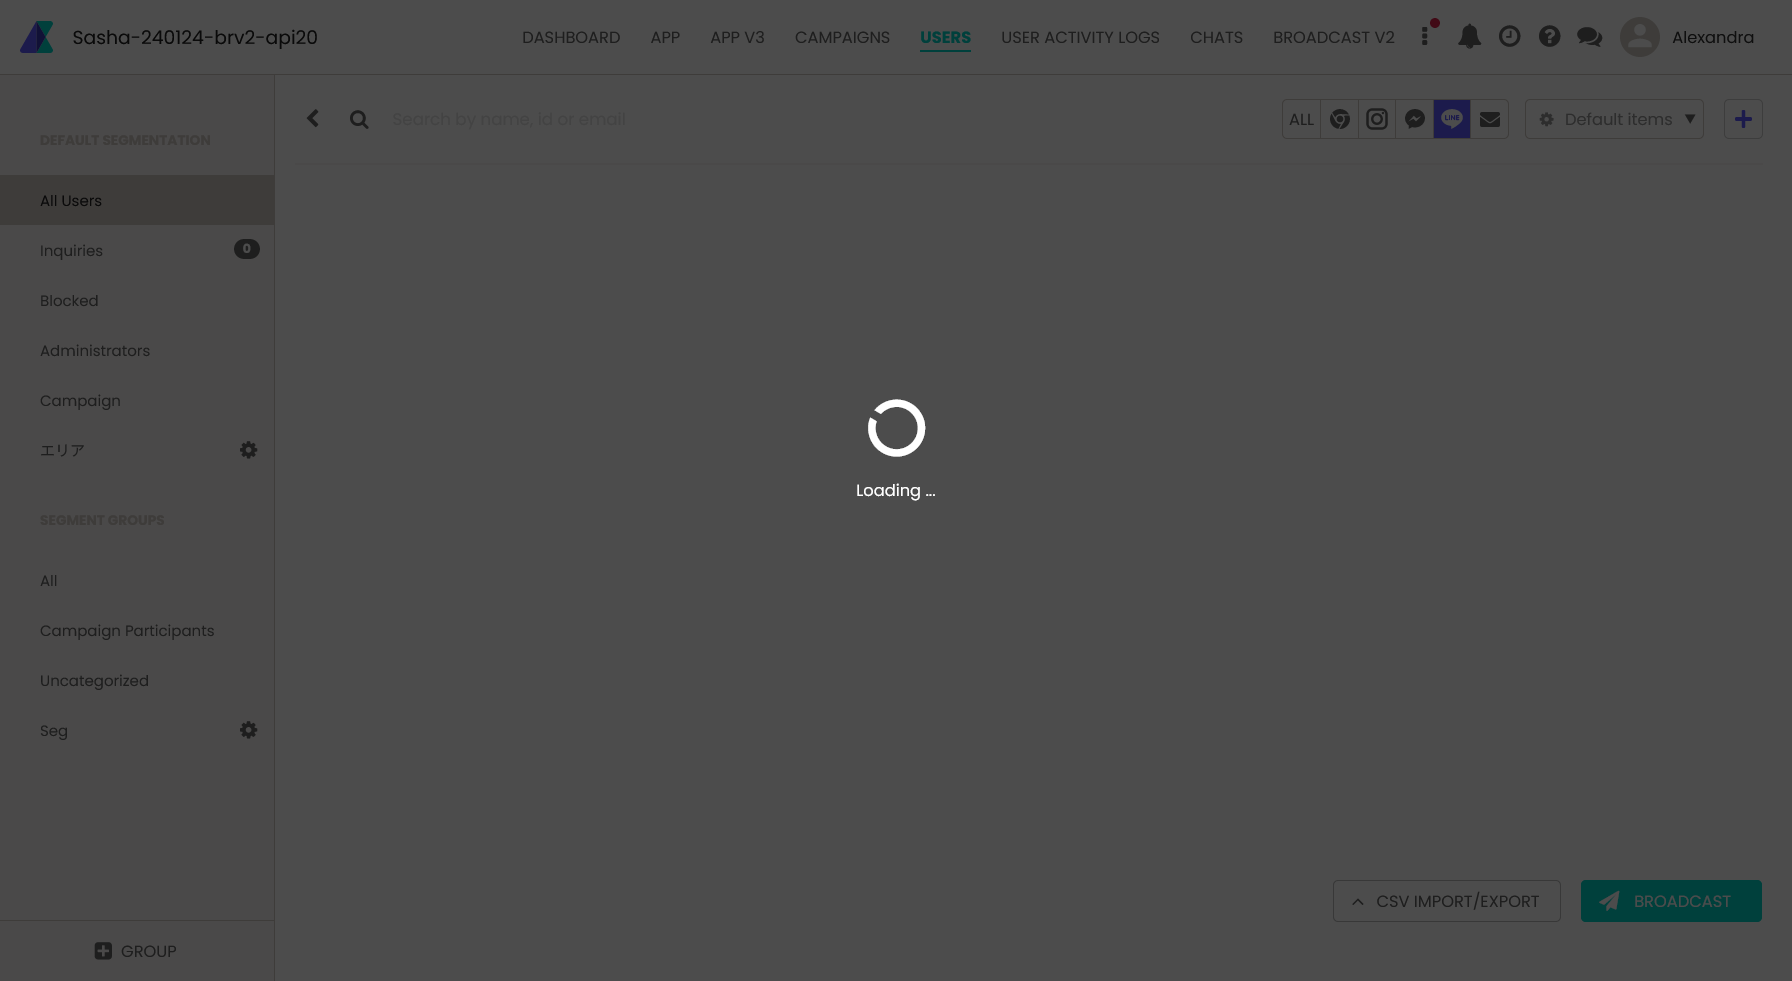 Sasha-240124-brv2-api20
DASHBOARD
APP
APP V3
CAMPAIGNS
USERS
USER ACTIVITY LOGS
CHATS
BROADCAST V2
Alexandra
DEFAULT SEGMENTATION
All Users
Inquiries
0
Blocked
Administrators
Campaign
エリア
SEGMENT GROUPS
All
Campaign Participants
Uncategorized
Seg
GROUP
Search by name, id or email
ALL
LINE
Default items
Loading ...
CSV IMPORT/EXPORT
BROADCAST